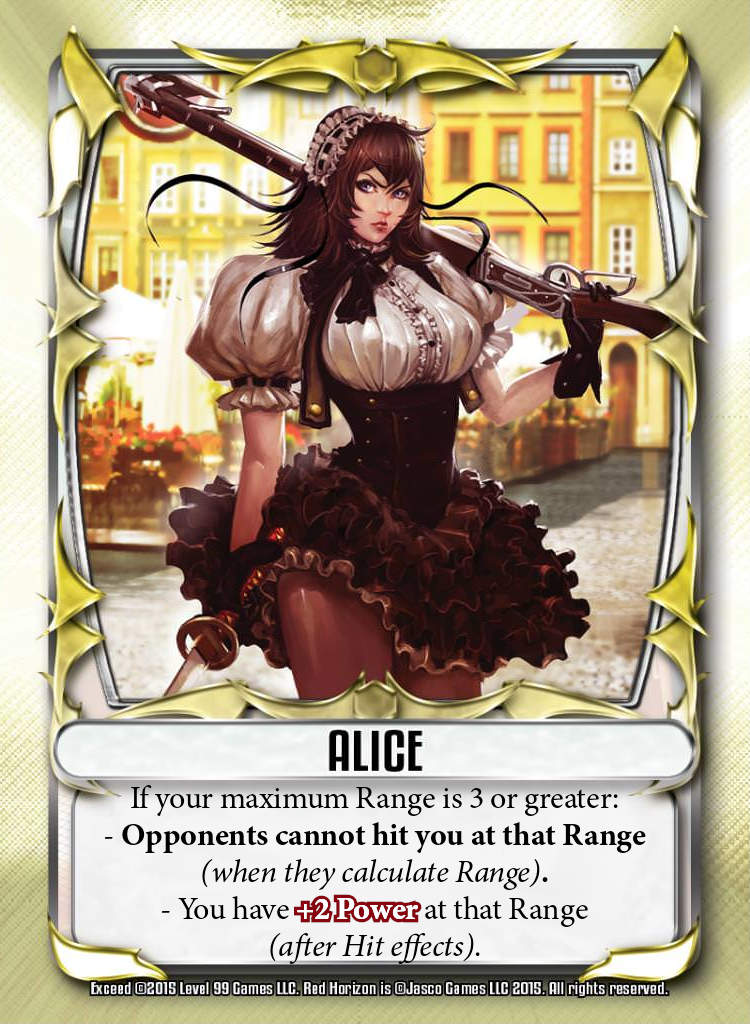 ALICE
If your maximum Range is 3 or greater:
- Opponents cannot hit you at that Range
(when they calculate Range).
- You have +2 Power at that Range
(after Hit effects).
Exceed ©2015 Level 99 Games LLC. Red Horizon is ©Jasco Games LLC 2015. All rights reserved.